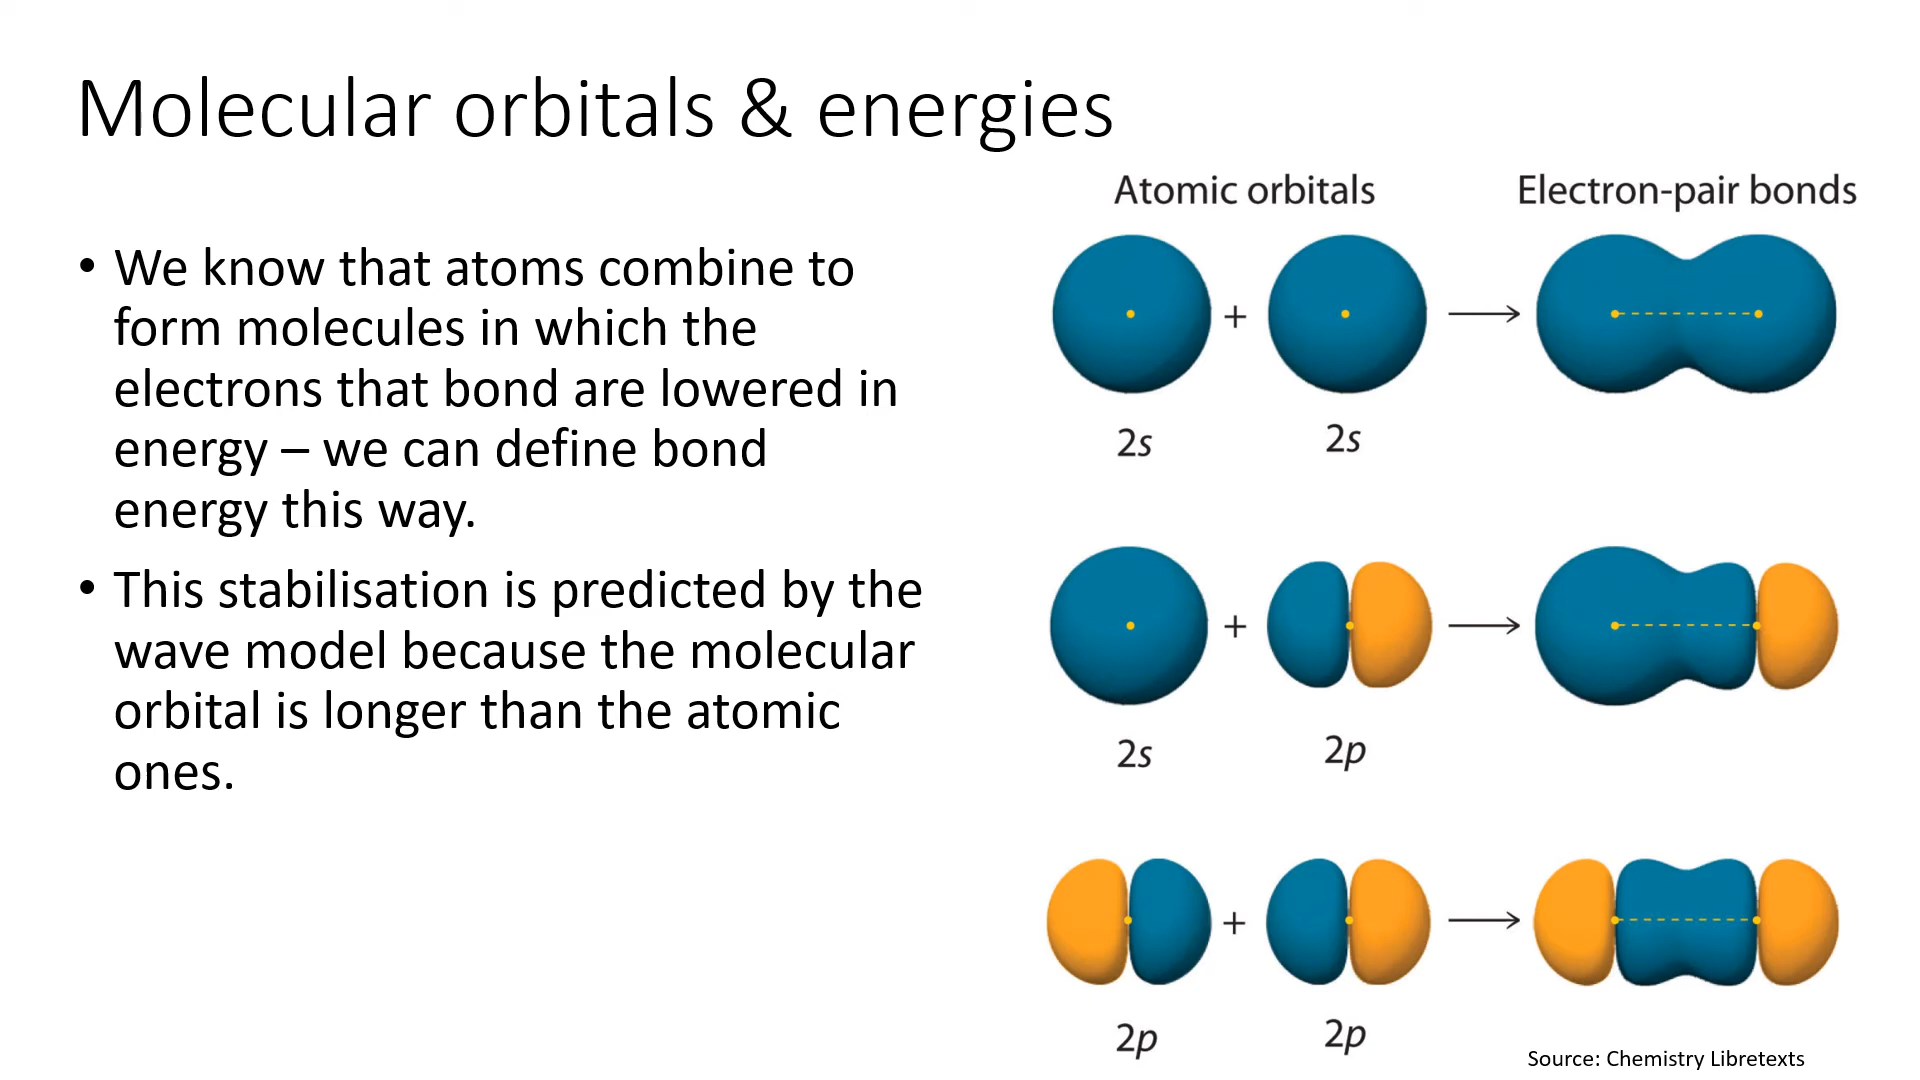 Molecular orbitals & energies
• We know that atoms combine to
form molecules in which the
electrons that bond are lowered in
energy – we can define bond
energy this way.
• This stabilisation is predicted by the
wave model because the molecular
orbital is longer than the atomic
ones.
Atomic orbitals
Electron-pair bonds
+
2s
2s
+
2s
2p
+
2p
2p
Source: Chemistry Libretexts